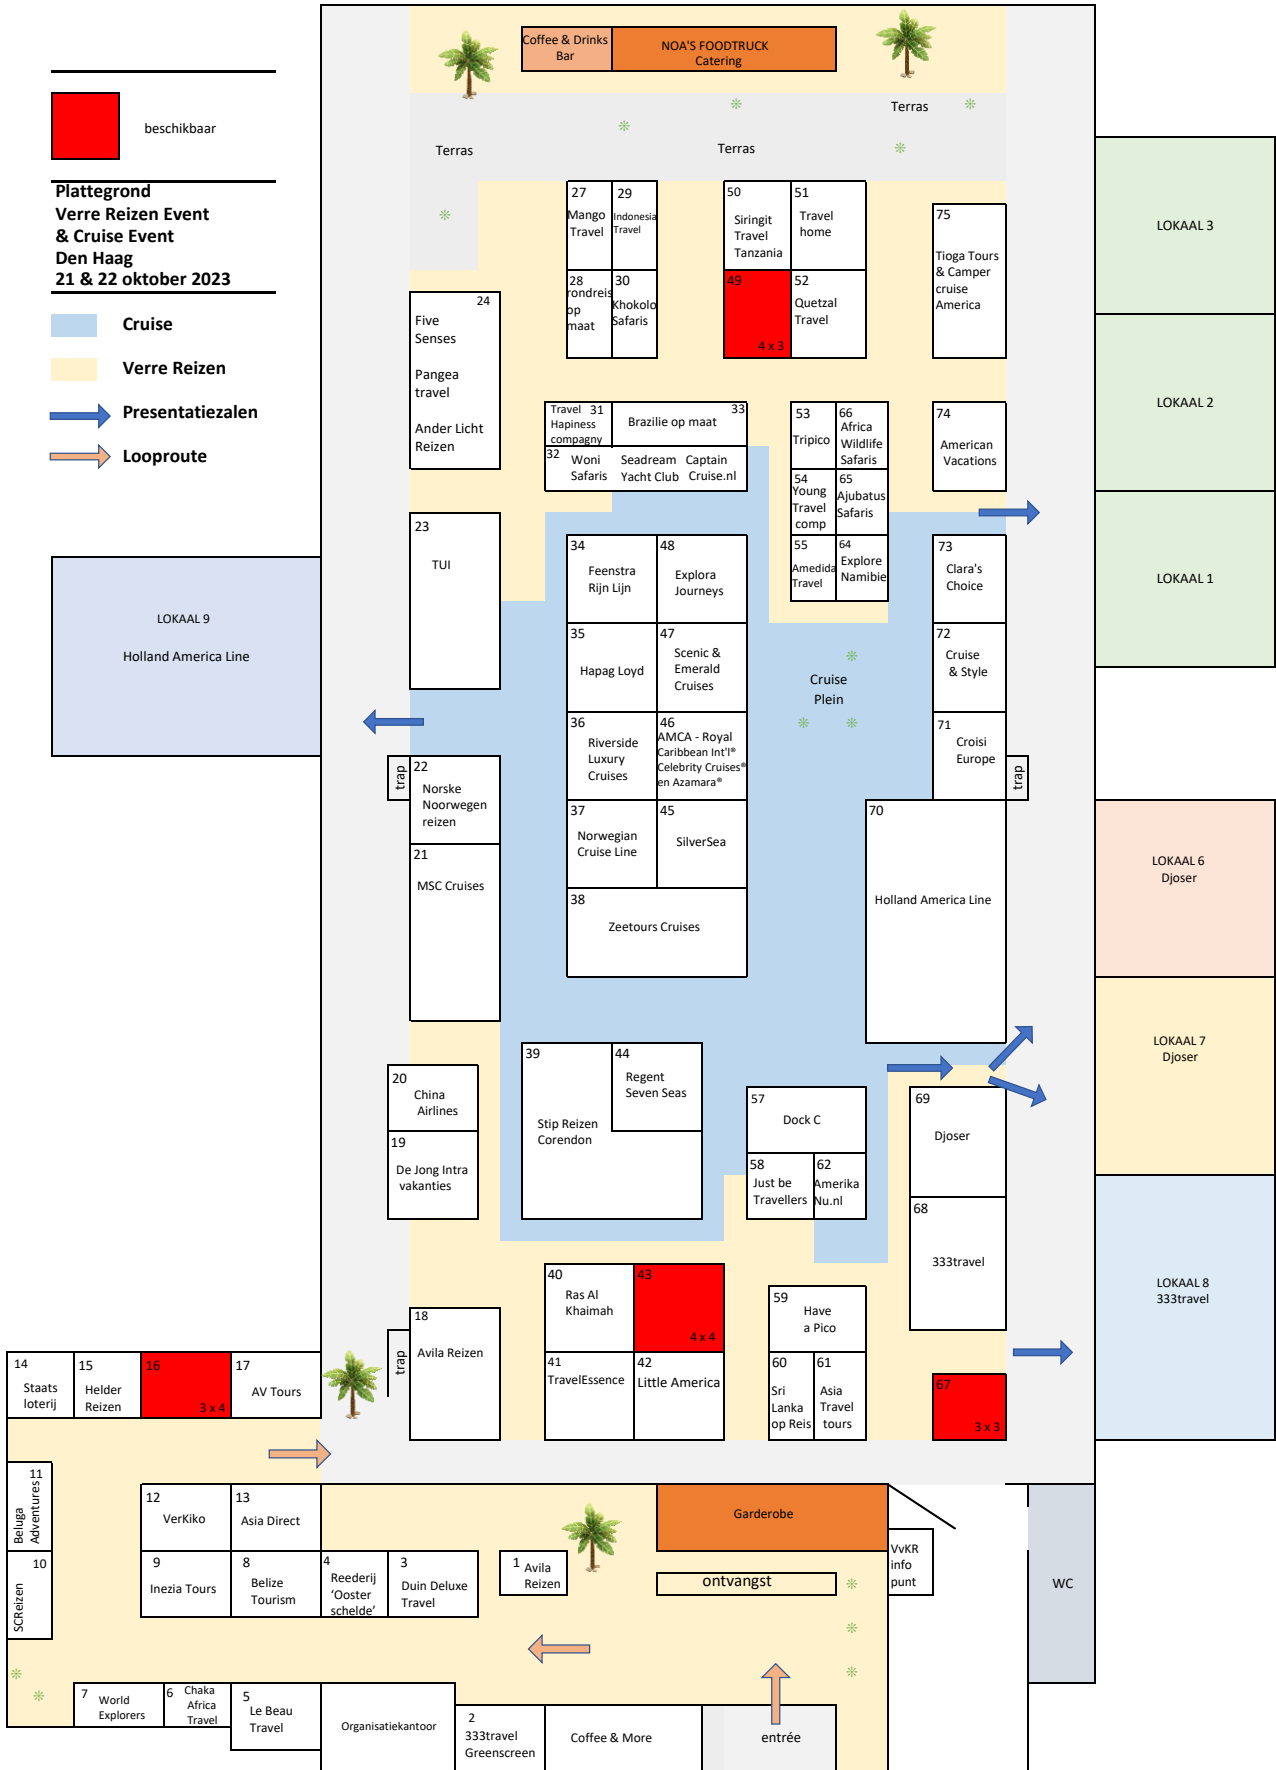 Coffee & Drinks
Bar
NOA'S FOODTRUCK
Catering
beschikbaar
Plattegrond
Verre Reizen Event
& Cruise Event
Den Haag
21 & 22 oktober 2023
Cruise
Verre Reizen
Presentatiezalen
Looproute
Terras
Terras
Terras
27
Mango
Travel
29
Indonesia
Travel
28
rondreis
op
maat
30
Khokolo
Safaris
50
Siringit
Travel
Tanzania
51
Travel
home
49
4 x 3
52
Quetzal
Travel
75
Tioga Tours
& Camper
cruise
America
LOKAAL 3
LOKAAL 2
LOKAAL 1
24
Five
Senses
Pangea
travel
Ander Licht
Reizen
Travel 31
Hapiness
compagny
33
Brazilie op maat
32
Woni
Safaris
Seadream
Yacht Club
Captain
Cruise.nl
53
Tripico
66
Africa
Wildlife
Safaris
54
Young
Travel
comp
65
Ajubatus
Safaris
55
Amedida
Travel
64
Explore
Namibie
74
American
Vacations
23
TUI
LOKAAL 9
Holland America Line
34
Feenstra
Rijn Lijn
48
Explora
Journeys
35
Hapag Loyd
47
Scenic &
Emerald
Cruises
36
Riverside
Luxury
Cruises
46
AMCA - Royal
Caribbean Int'l®
Celebrity Cruises®
en Azamara®
37
Norwegian
Cruise Line
45
SilverSea
38
Zeetours Cruises
Cruise
Plein
73
Clara's
Choice
72
Cruise
& Style
71
Croisi
Europe
trap
70
Holland America Line
trap
22
Norske
Noorwegen
reizen
21
MSC Cruises
LOKAAL 6
Djoser
LOKAAL 7
Djoser
LOKAAL 8
333travel
20
China
Airlines
19
De Jong Intra
vakanties
39
Stip Reizen
Corendon
44
Regent
Seven Seas
57
Dock C
58
Just be
Travellers
62
Amerika
Nu.nl
69
Djoser
68
333travel
40
Ras Al
Khaimah
43
4 x 4
41
TravelEssence
42
Little America
59
Have
a Pico
60
Sri
Lanka
op Reis
61
Asia
Travel
tours
67
3 x 3
18
Avila Reizen
trap
14
Staats
loterij
15
Helder
Reizen
16
3 x 4
17
AV Tours
11
Beluga
Adventures
10
SCReizen
12
VerKiko
13
Asia Direct
9
Inezia Tours
8
Belize
Tourism
4
Reederij
‘Ooster
schelde’
3
Duin Deluxe
Travel
1 Avila
Reizen
Garderobe
ontvangst
VvKR
info
punt
WC
7
World
Explorers
6
Chaka
Africa
Travel
5
Le Beau
Travel
Organisatiekantoor
2
333travel
Greenscreen
Coffee & More
entrée